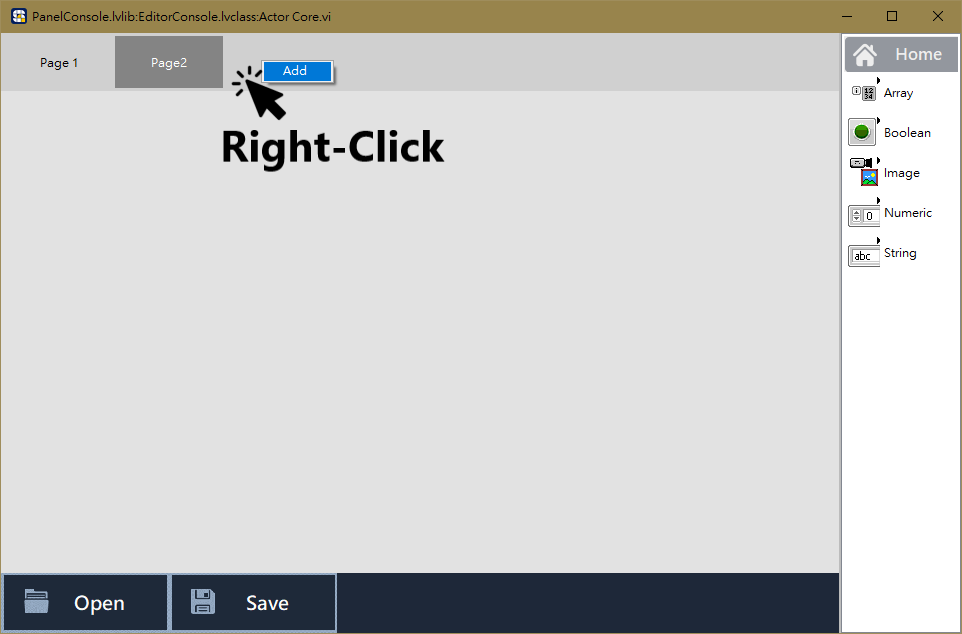 PanelConsole.lvlib:EditorConsole.lvclass:Actor Core.vi
Page 1
Page2
Add
Right-Click
Home
Array
Boolean
Image
Numeric
0
String
abc
Open
Save